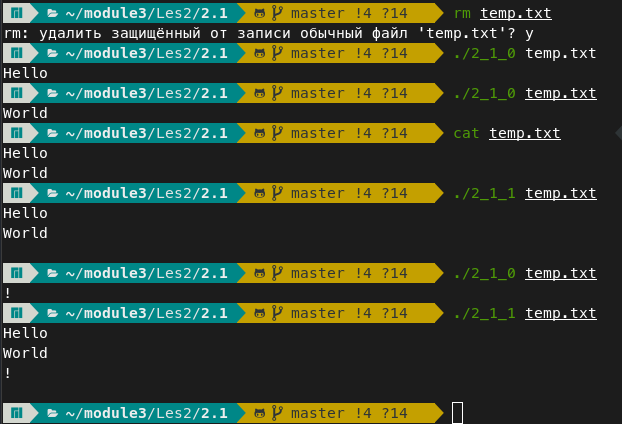 ~/module3/Les2/2.1 master !4 ?14 rm temp.txt
rm: удалить защищённый от записи обычный файл 'temp.txt'? y
~/module3/Les2/2.1 master !4 ?14 ./2_1_0 temp.txt
Hello
~/module3/Les2/2.1 master !4 ?14 ./2_1_0 temp.txt
World
~/module3/Les2/2.1 master !4 ?14 cat temp.txt
Hello
World
~/module3/Les2/2.1 master !4 ?14 ./2_1_1 temp.txt
Hello
World
~/module3/Les2/2.1 master !4 ?14 ./2_1_0 temp.txt
!
~/module3/Les2/2.1 master !4 ?14 ./2_1_1 temp.txt
Hello
World
!
~/module3/Les2/2.1 master !4 ?14